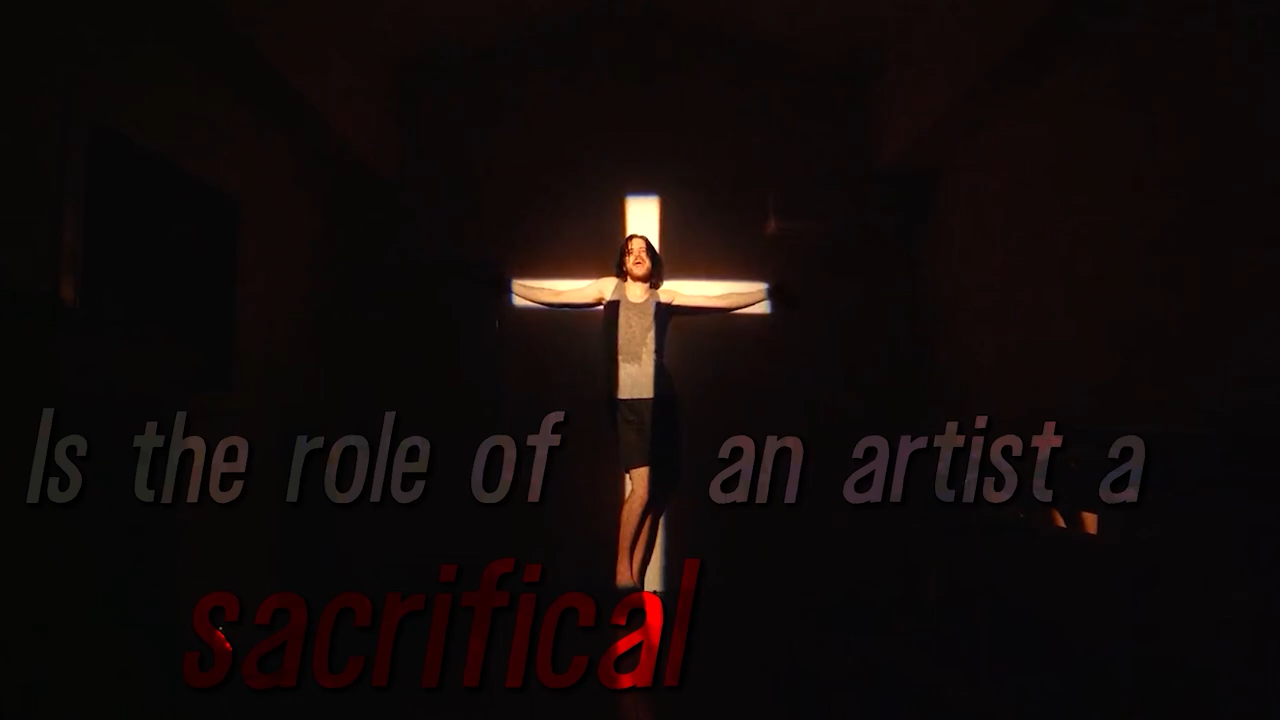 Is the role of an artist a
sacrifical